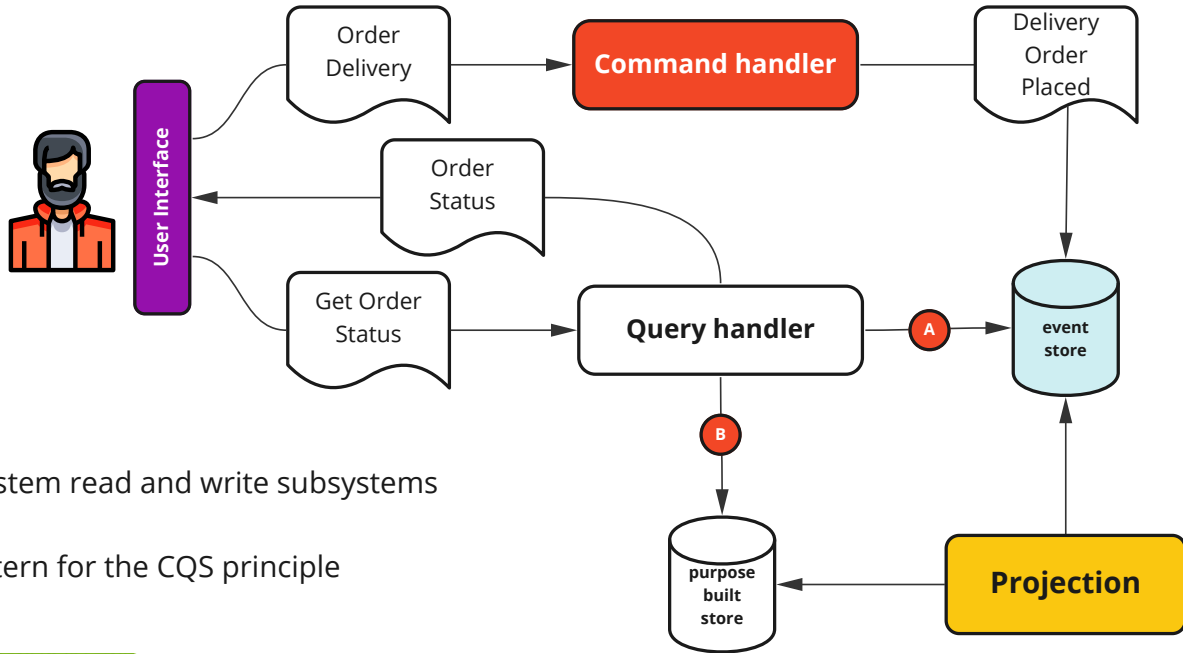 Order
Delivery
Command handler
Delivery
Order
Placed
User Interface
Order
Status
Get Order
Status
Query handler
A
event
store
B
stem read and write subsystems
tern for the CQS principle
purpose
built
store
Projection